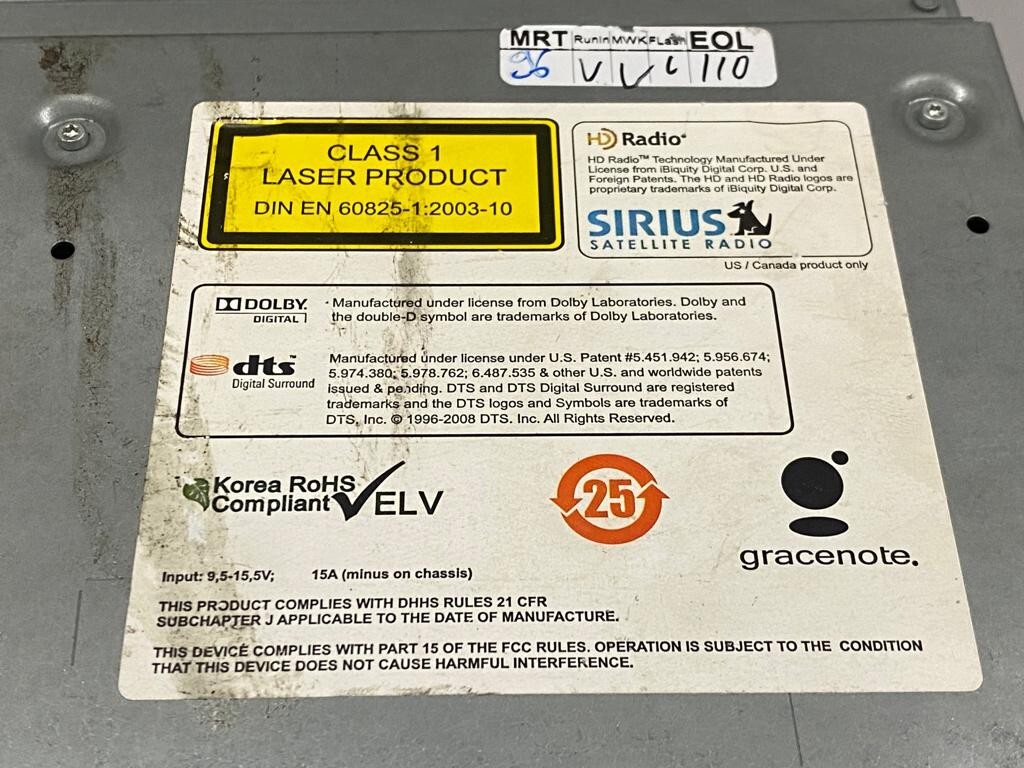 MRT RunIn MWK FLash EOL
96 V V L 110
CLASS 1
LASER PRODUCT
DIN EN 60825-1:2003-10
HD Radio
HD Radio™ Technology Manufactured Under
License from iBiquity Digital Corp. U.S. and
Foreign Patents. The HD and HD Radio logos are
proprietary trademarks of iBiquity Digital Corp.
SIRIUS
SATELLITE RADIO
US / Canada product only
DOLBY.
DIGITAL
Manufactured under license from Dolby Laboratories. Dolby and
the double-D symbol are trademarks of Dolby Laboratories.
dts™
Digital Surround
Manufactured under license under U.S. Patent #5.451.942; 5.956.674;
5.974.380; 5.978.762; 6.487.535 & other U.S. and worldwide patents
issued & pending. DTS and DTS Digital Surround are registered
trademarks and the DTS logos and Symbols are trademarks of
DTS, Inc. © 1996-2008 DTS. Inc. All Rights Reserved.
Korea RoHS
Compliant
ELV
25
gracenote.
Input: 9,5-15,5V; 15A (minus on chassis)
THIS PRODUCT COMPLIES WITH DHHS RULES 21 CFR
SUBCHAPTER J APPLICABLE TO THE DATE OF MANUFACTURE.
THIS DEVICE COMPLIES WITH PART 15 OF THE FCC RULES. OPERATION IS SUBJECT TO THE CONDITION
THAT THIS DEVICE DOES NOT CAUSE HARMFUL INTERFERENCE.